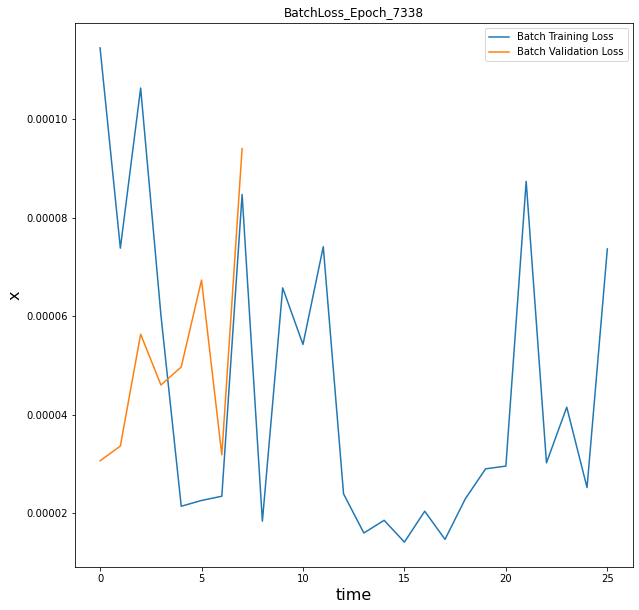 BatchLoss_Epoch_7338
Batch Training Loss
Batch Validation Loss
0.00010
0.00008
0.00006
0.00004
0.00002
x
0 5 10 15 20 25
time